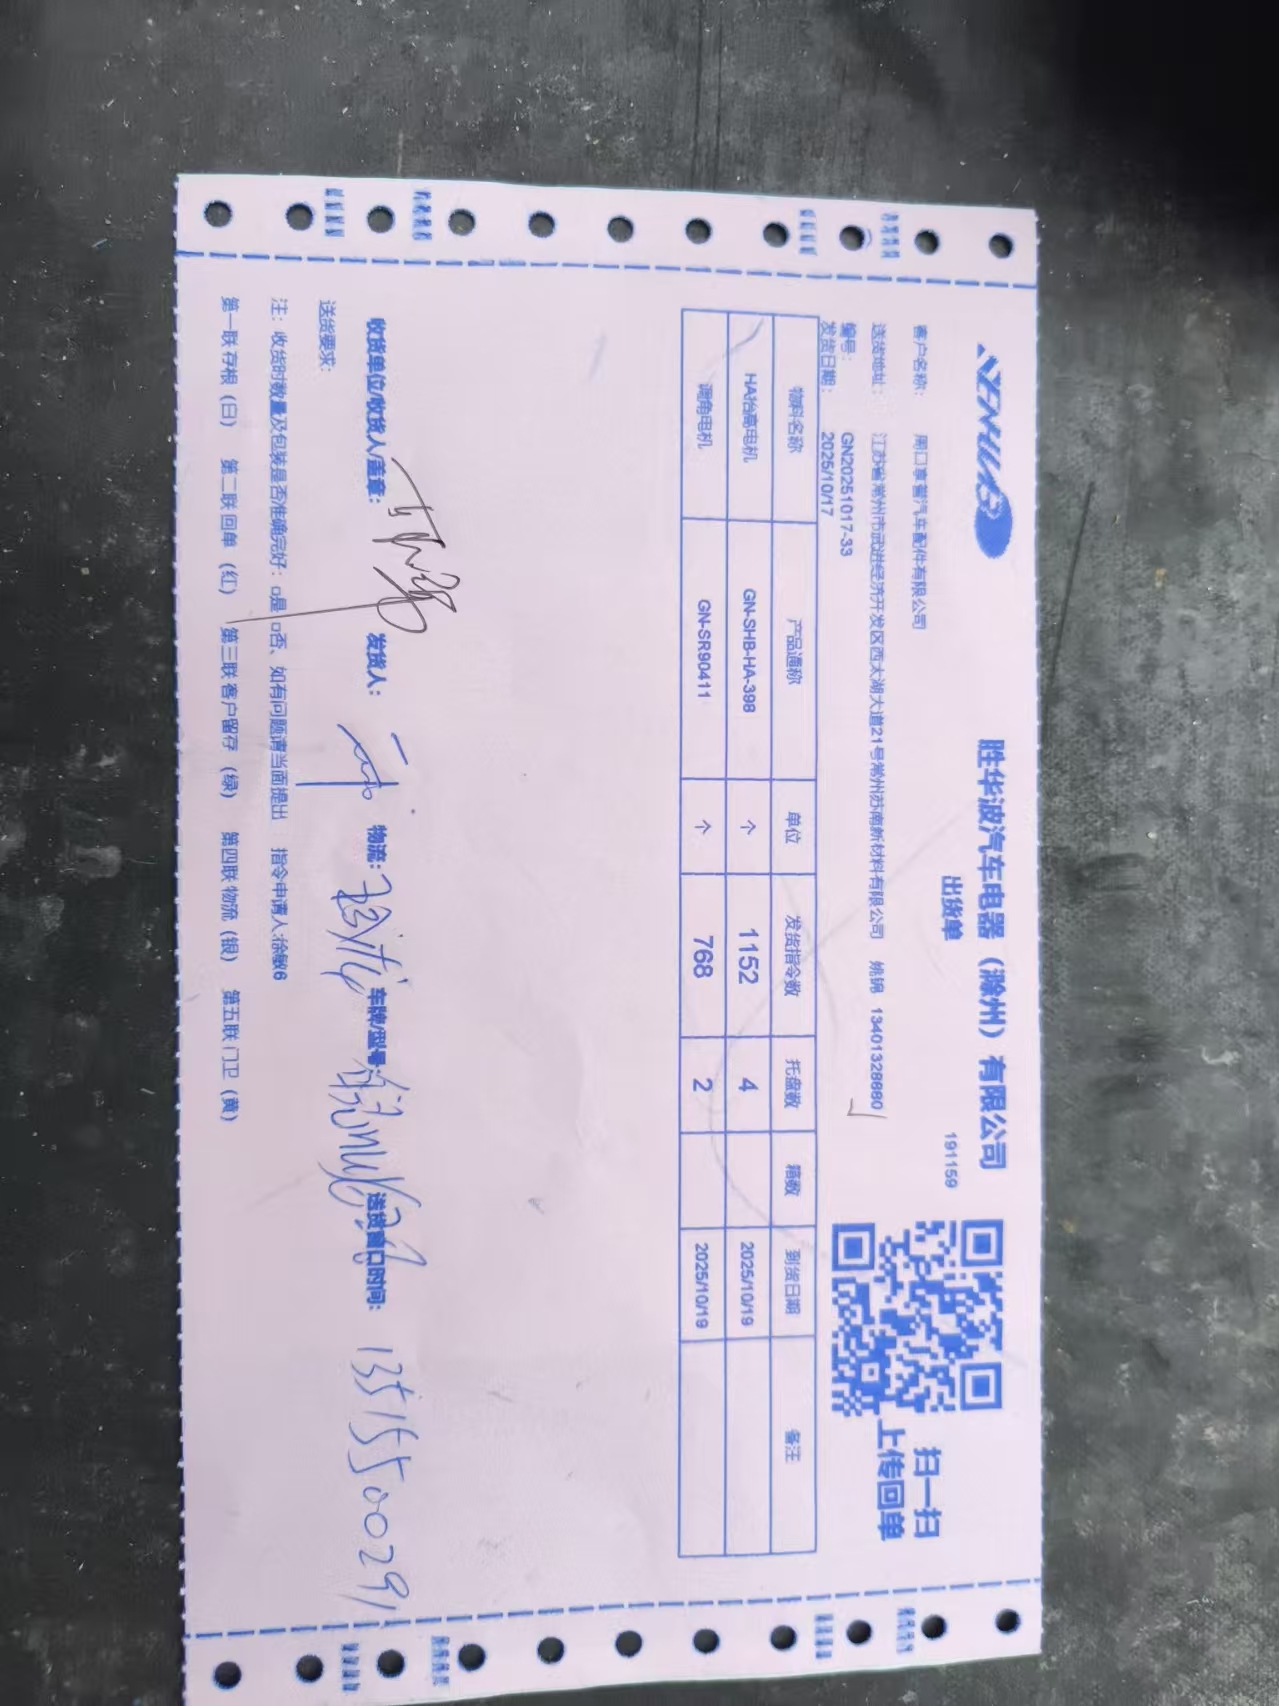 SENHUAB
胜华波汽车电器（滁州）有限公司
出货单
191159
扫一扫
上传回单
客户名称： 周口享誉汽车配件有限公司
送货地址： 江苏省常州市武进经济开发区西太湖大道21号常州苏南新材料有限公司 姚锦 13401328680
编号： GN20251017-33
发货日期： 2025/10/17
物料名称 产品通称 单位 发货指令数 托盘数 箱数 到货日期 备注
HA抬高电机 GN-SHB-HA-398 个 1152 4 2025/10/19
调角电机 GN-SR90411 个 768 2 2025/10/19
收货单位/收货人/盖章： 发货人： 物流： 车牌/型号： 送货窗口时间： 13515500291
送货要求：
注：收货时数量及包装是否准确完好：□是 □否、如有问题请当面提出 指令申请人:徐敏6
第一联 存根（白） 第二联 回单（红） 第三联 客户留存（绿） 第四联 物流（银） 第五联 门卫（黄）